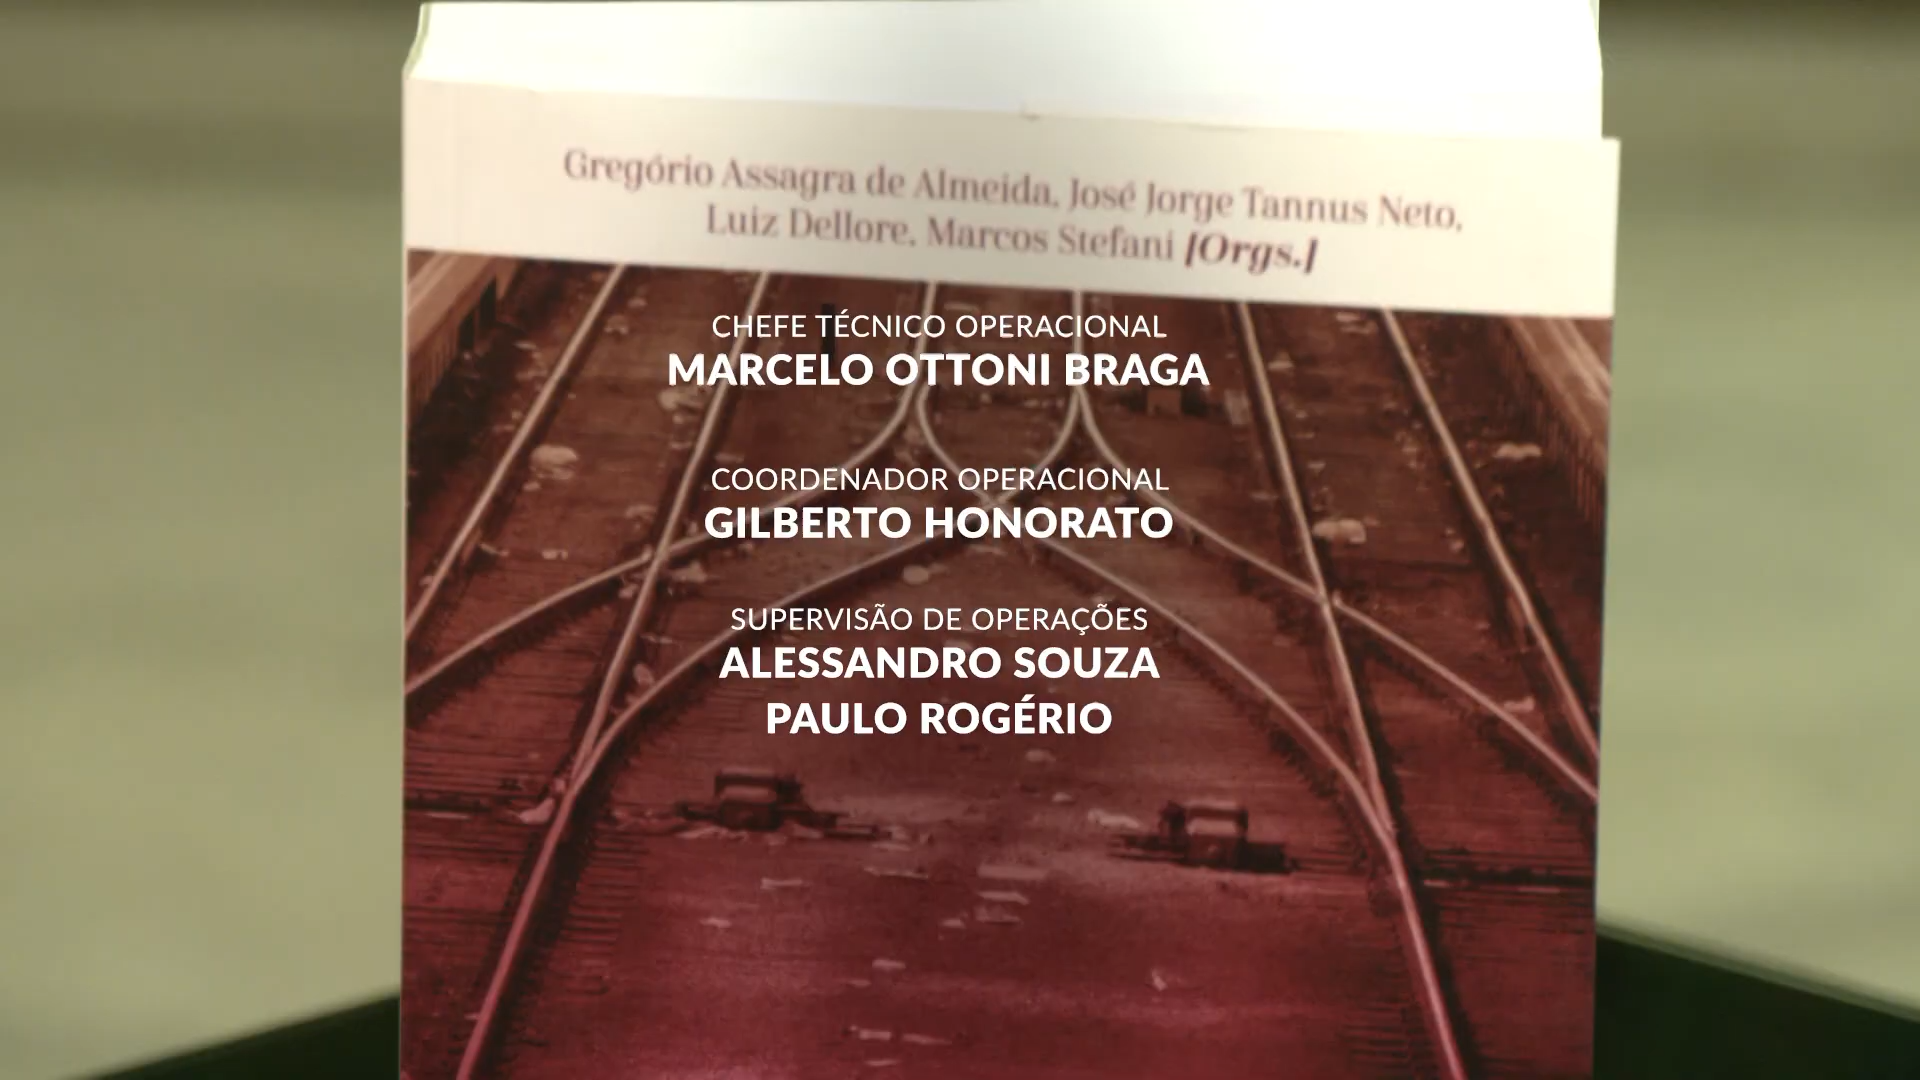 Gregório Assagra de Almeida, José Jorge Tannus Neto,
Luiz Dellore, Marcos Stefani [Orgs.]
CHEFE TÉCNICO OPERACIONAL
MARCELO OTTONI BRAGA
COORDENADOR OPERACIONAL
GILBERTO HONORATO
SUPERVISÃO DE OPERAÇÕES
ALESSANDRO SOUZA
PAULO ROGÉRIO